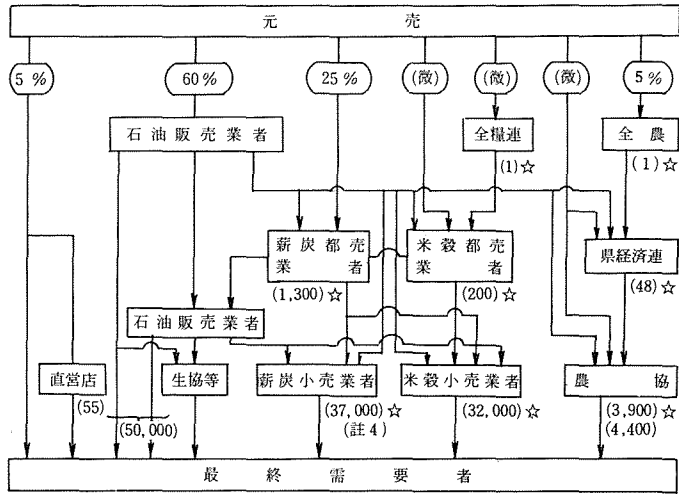 元売
5% 60% 25% (微) (微) (微) 5%
石油販売業者 全糧連 全農
(1)☆ (1)☆
薪炭都売業者 米穀都売業者 県経済連
(1,300)☆ (200)☆ (48)☆
石油販売業者
直営店 生協等 薪炭小売業者 米穀小売業者 農協
(55) (50,000) (37,000)☆ (32,000)☆ (3,900)☆
(註4) (4,400)
最終需要者